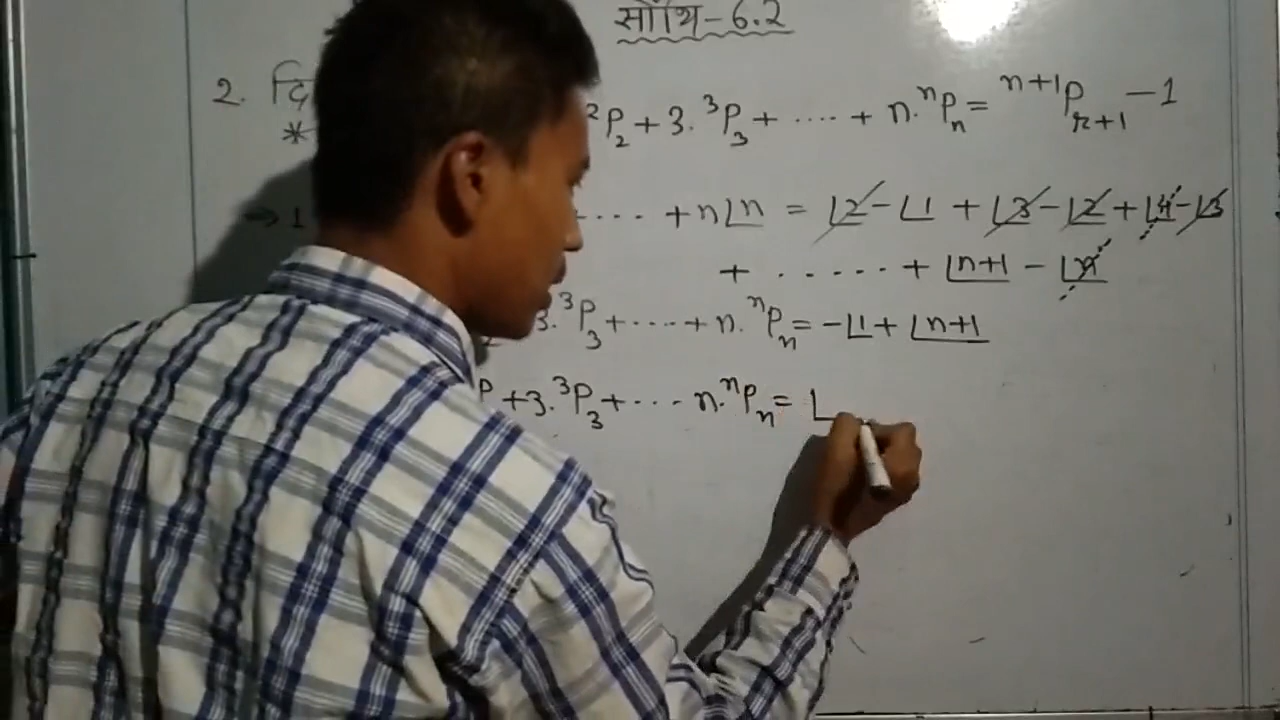 सौथि-6.2
2. दि
* ²P₂ + 3.³P₃ + .... + n.ⁿPₙ = ⁿ⁺¹Pᵣ₊₁ - 1
→ 1 .... + n∟n = ∟2 - ∟1 + ∟3 - ∟2 + ∟4 - ∟3
+ ...... + ∟n+1 - ∟n
3.³P₃ + .... + n.ⁿPₙ = -∟1 + ∟n+1
P + 3.³P₃ + .... n.ⁿPₙ = ∟